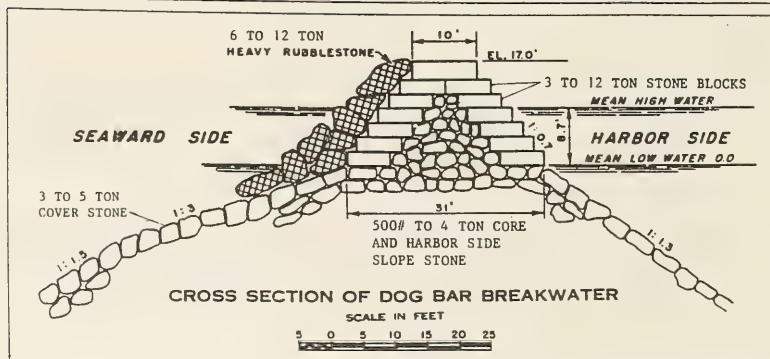 6 TO 12 TON
HEAVY RUBBLESTONE
10'
EL. 17.0'
3 TO 12 TON STONE BLOCKS
MEAN HIGH WATER
SEAWARD SIDE
1:0.7
8.7'
HARBOR SIDE
MEAN LOW WATER 0.0
3 TO 5 TON
COVER STONE
1:3
31'
1:1.5
500# TO 4 TON CORE
AND HARBOR SIDE
SLOPE STONE
1:1.3
CROSS SECTION OF DOG BAR BREAKWATER
SCALE IN FEET
5 0 5 10 15 20 25